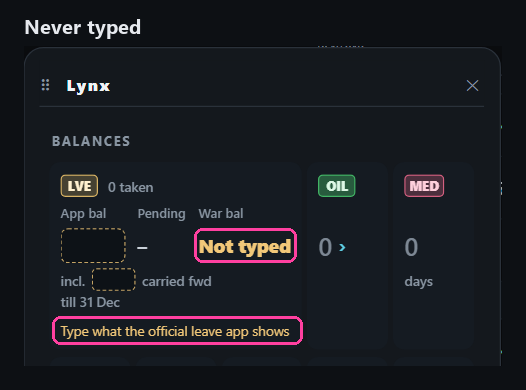 Never typed
Lynx
BALANCES
LVE 0 taken
OIL
MED
App bal Pending War bal
– Not typed
0 ›
0
incl. carried fwd
till 31 Dec
days
Type what the official leave app shows